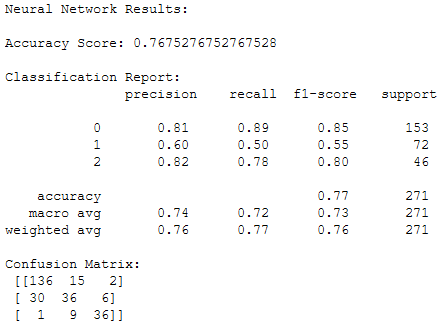 Neural Network Results:
Accuracy Score: 0.7675276752767528
Classification Report:
precision recall f1-score support
0 0.81 0.89 0.85 153
1 0.60 0.50 0.55 72
2 0.82 0.78 0.80 46
accuracy 0.77 271
macro avg 0.74 0.72 0.73 271
weighted avg 0.76 0.77 0.76 271
Confusion Matrix:
[[136 15 2]
[ 30 36 6]
[ 1 9 36]]